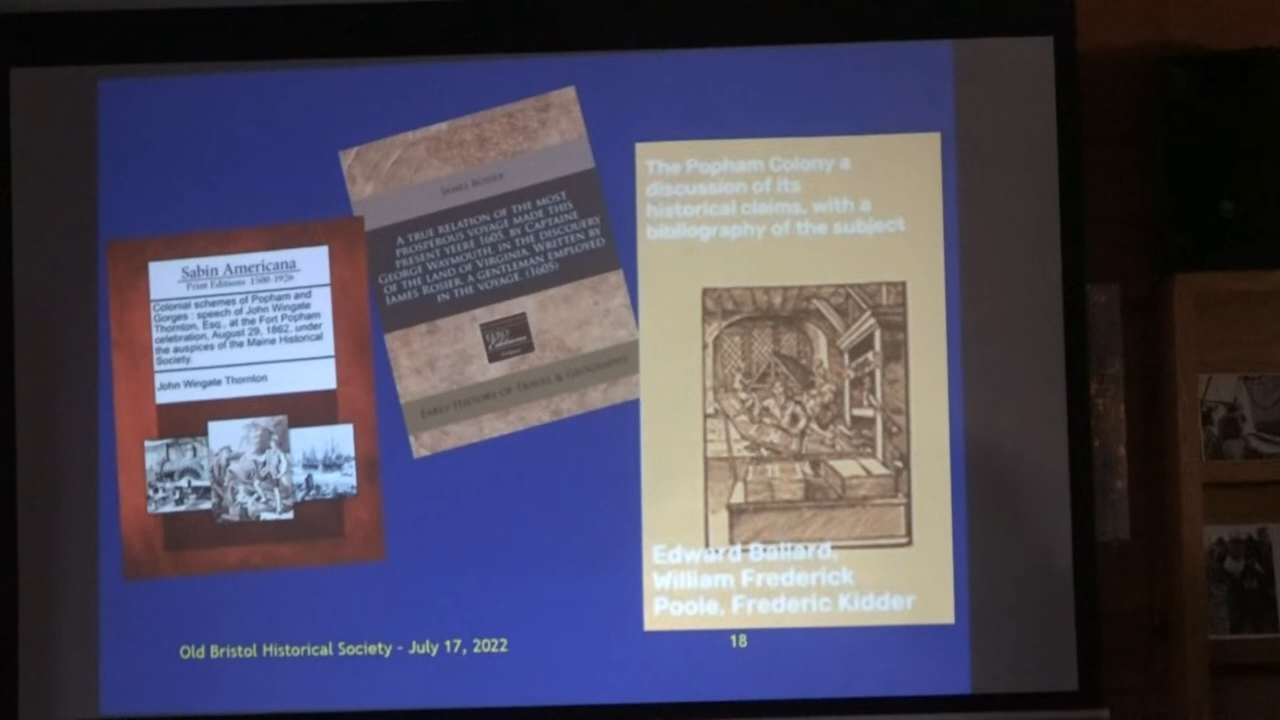 Sabin Americana
Print Editions 1500-1926
Colonial schemes of Popham and
Gorges : speech of John Wingate
Thornton, Esq., at the Fort Popham
celebration, August 29, 1862, under
the auspices of the Maine Historical
Society.
John Wingate Thornton
JAMES ROSIER
A TRUE RELATION OF THE MOST
PROSPEROUS VOYAGE MADE THIS
PRESENT YEERE 1605, BY CAPTAINE
GEORGE WAYMOUTH, IN THE DISCOUERY
OF THE LAND OF VIRGINIA. WRITTEN BY
JAMES ROSIER, A GENTLEMAN EMPLOYED
IN THE VOYAGE. (1605)
Editions
EARLY HISTORY OF TRAVEL & GEOGRAPHY
The Popham Colony a
discussion of its
historical claims, with a
bibliography of the subject
Edward Ballard,
William Frederick
Poole, Frederic Kidder
Old Bristol Historical Society - July 17, 2022
18